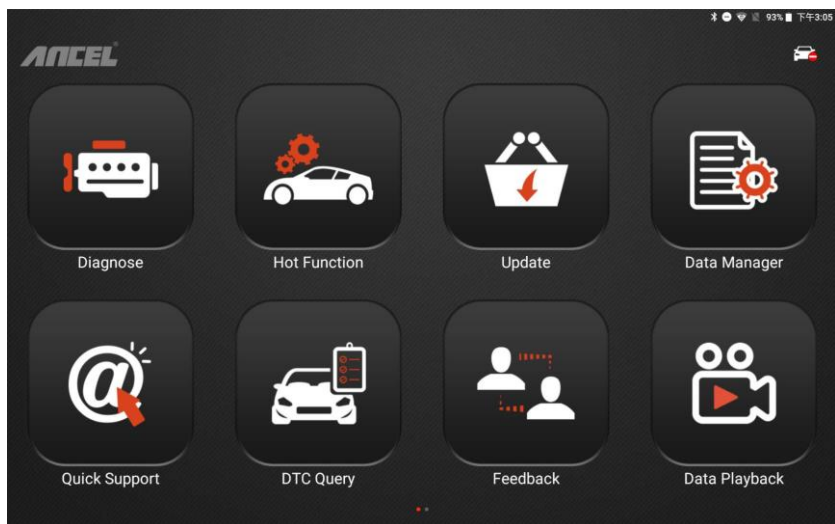 93% 下午3:05
ANCEL
Diagnose
Hot Function
Update
Data Manager
Quick Support
DTC Query
Feedback
Data Playback